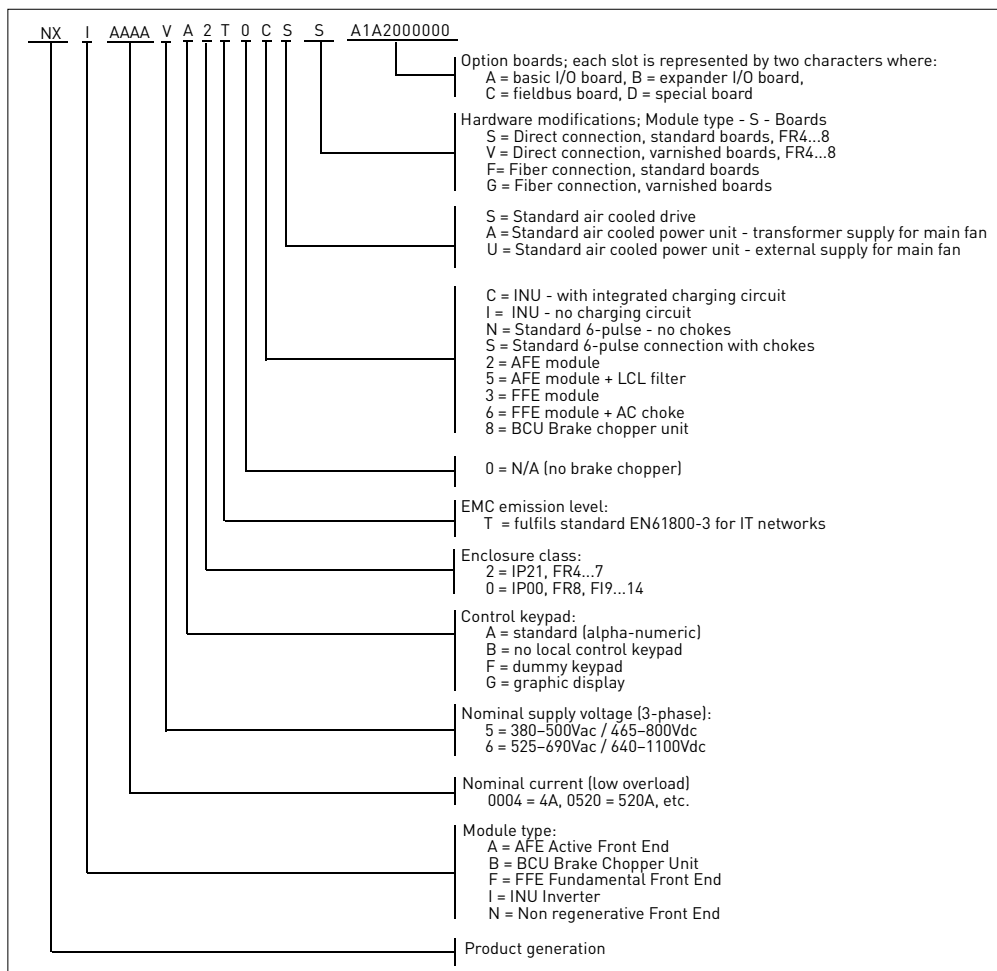 NX I AAAA V A 2 T 0 C S S A1A2000000
Option boards; each slot is represented by two characters where:
A = basic I/O board, B = expander I/O board,
C = fieldbus board, D = special board
Hardware modifications; Module type - S - Boards
S = Direct connection, standard boards, FR4...8
V = Direct connection, varnished boards, FR4...8
F= Fiber connection, standard boards
G = Fiber connection, varnished boards
S = Standard air cooled drive
A = Standard air cooled power unit - transformer supply for main fan
U = Standard air cooled power unit - external supply for main fan
C = INU - with integrated charging circuit
I = INU - no charging circuit
N = Standard 6-pulse - no chokes
S = Standard 6-pulse connection with chokes
2 = AFE module
5 = AFE module + LCL filter
3 = FFE module
6 = FFE module + AC choke
8 = BCU Brake chopper unit
0 = N/A (no brake chopper)
EMC emission level:
T = fulfils standard EN61800-3 for IT networks
Enclosure class:
2 = IP21, FR4...7
0 = IP00, FR8, FI9...14
Control keypad:
A = standard (alpha-numeric)
B = no local control keypad
F = dummy keypad
G = graphic display
Nominal supply voltage (3-phase):
5 = 380–500Vac / 465–800Vdc
6 = 525–690Vac / 640–1100Vdc
Nominal current (low overload)
0004 = 4A, 0520 = 520A, etc.
Module type:
A = AFE Active Front End
B = BCU Brake Chopper Unit
F = FFE Fundamental Front End
I = INU Inverter
N = Non regenerative Front End
Product generation